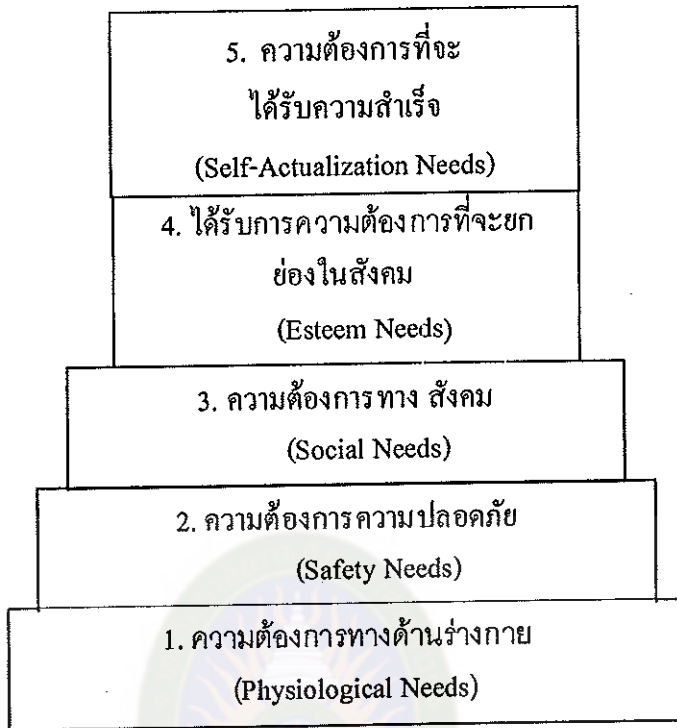 5. ความต้องการที่จะ
ได้รับความสำเร็จ
(Self-Actualization Needs)
4. ได้รับการความต้องการที่จะยก
ย่องในสังคม
(Esteem Needs)
3. ความต้องการทาง สังคม
(Social Needs)
2. ความต้องการความปลอดภัย
(Safety Needs)
1. ความต้องการทางด้านร่างกาย
(Physiological Needs)